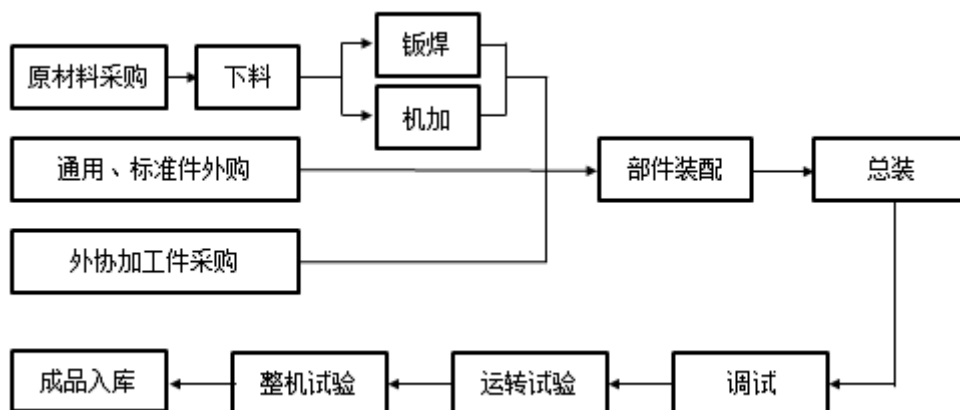 原材料采购
下料
钣焊
机加
通用、标准件外购
部件装配
总装
外协加工件采购
成品入库
整机试验
运转试验
调试